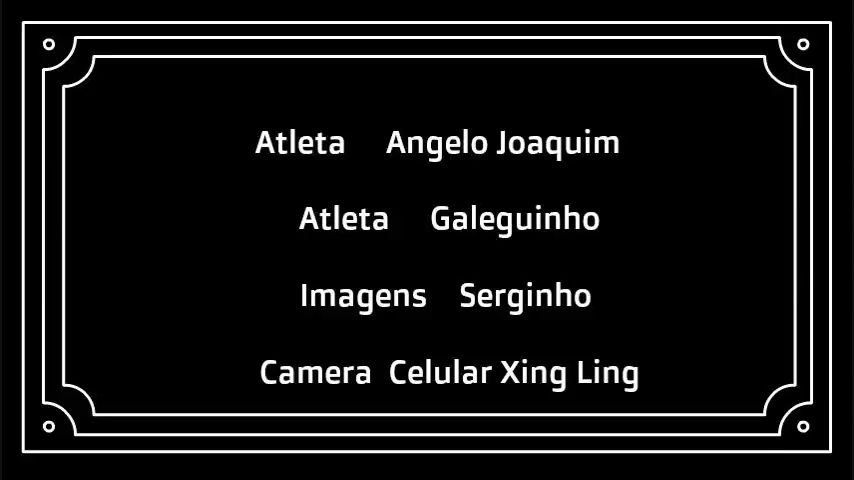 Atleta Angelo Joaquim
Atleta Galeguinho
Imagens Serginho
Camera Celular Xing Ling